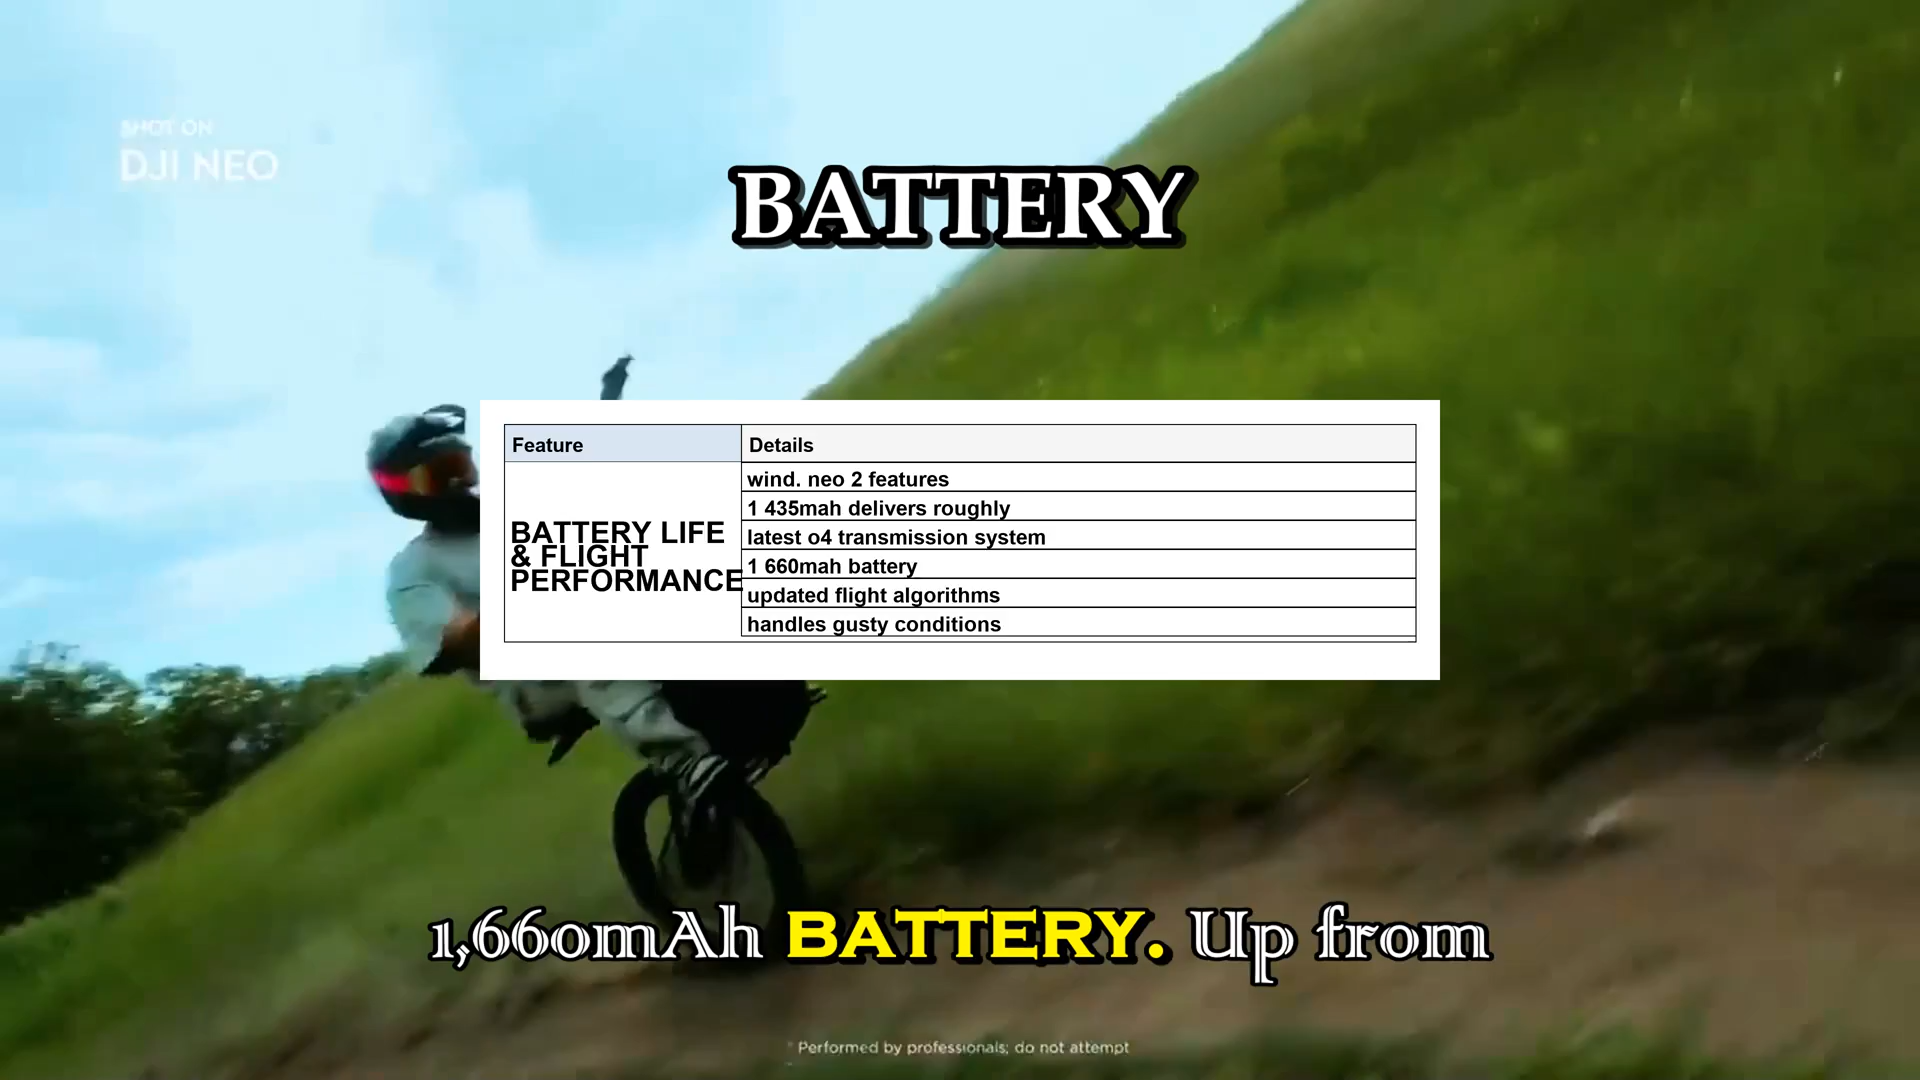 SHOT ON
DJI NEO
BATTERY
Feature
Details
BATTERY LIFE
& FLIGHT
PERFORMANCE
wind. neo 2 features
1 435mah delivers roughly
latest o4 transmission system
1 660mah battery
updated flight algorithms
handles gusty conditions
1,660mAh BATTERY. Up from
* Performed by professionals; do not attempt